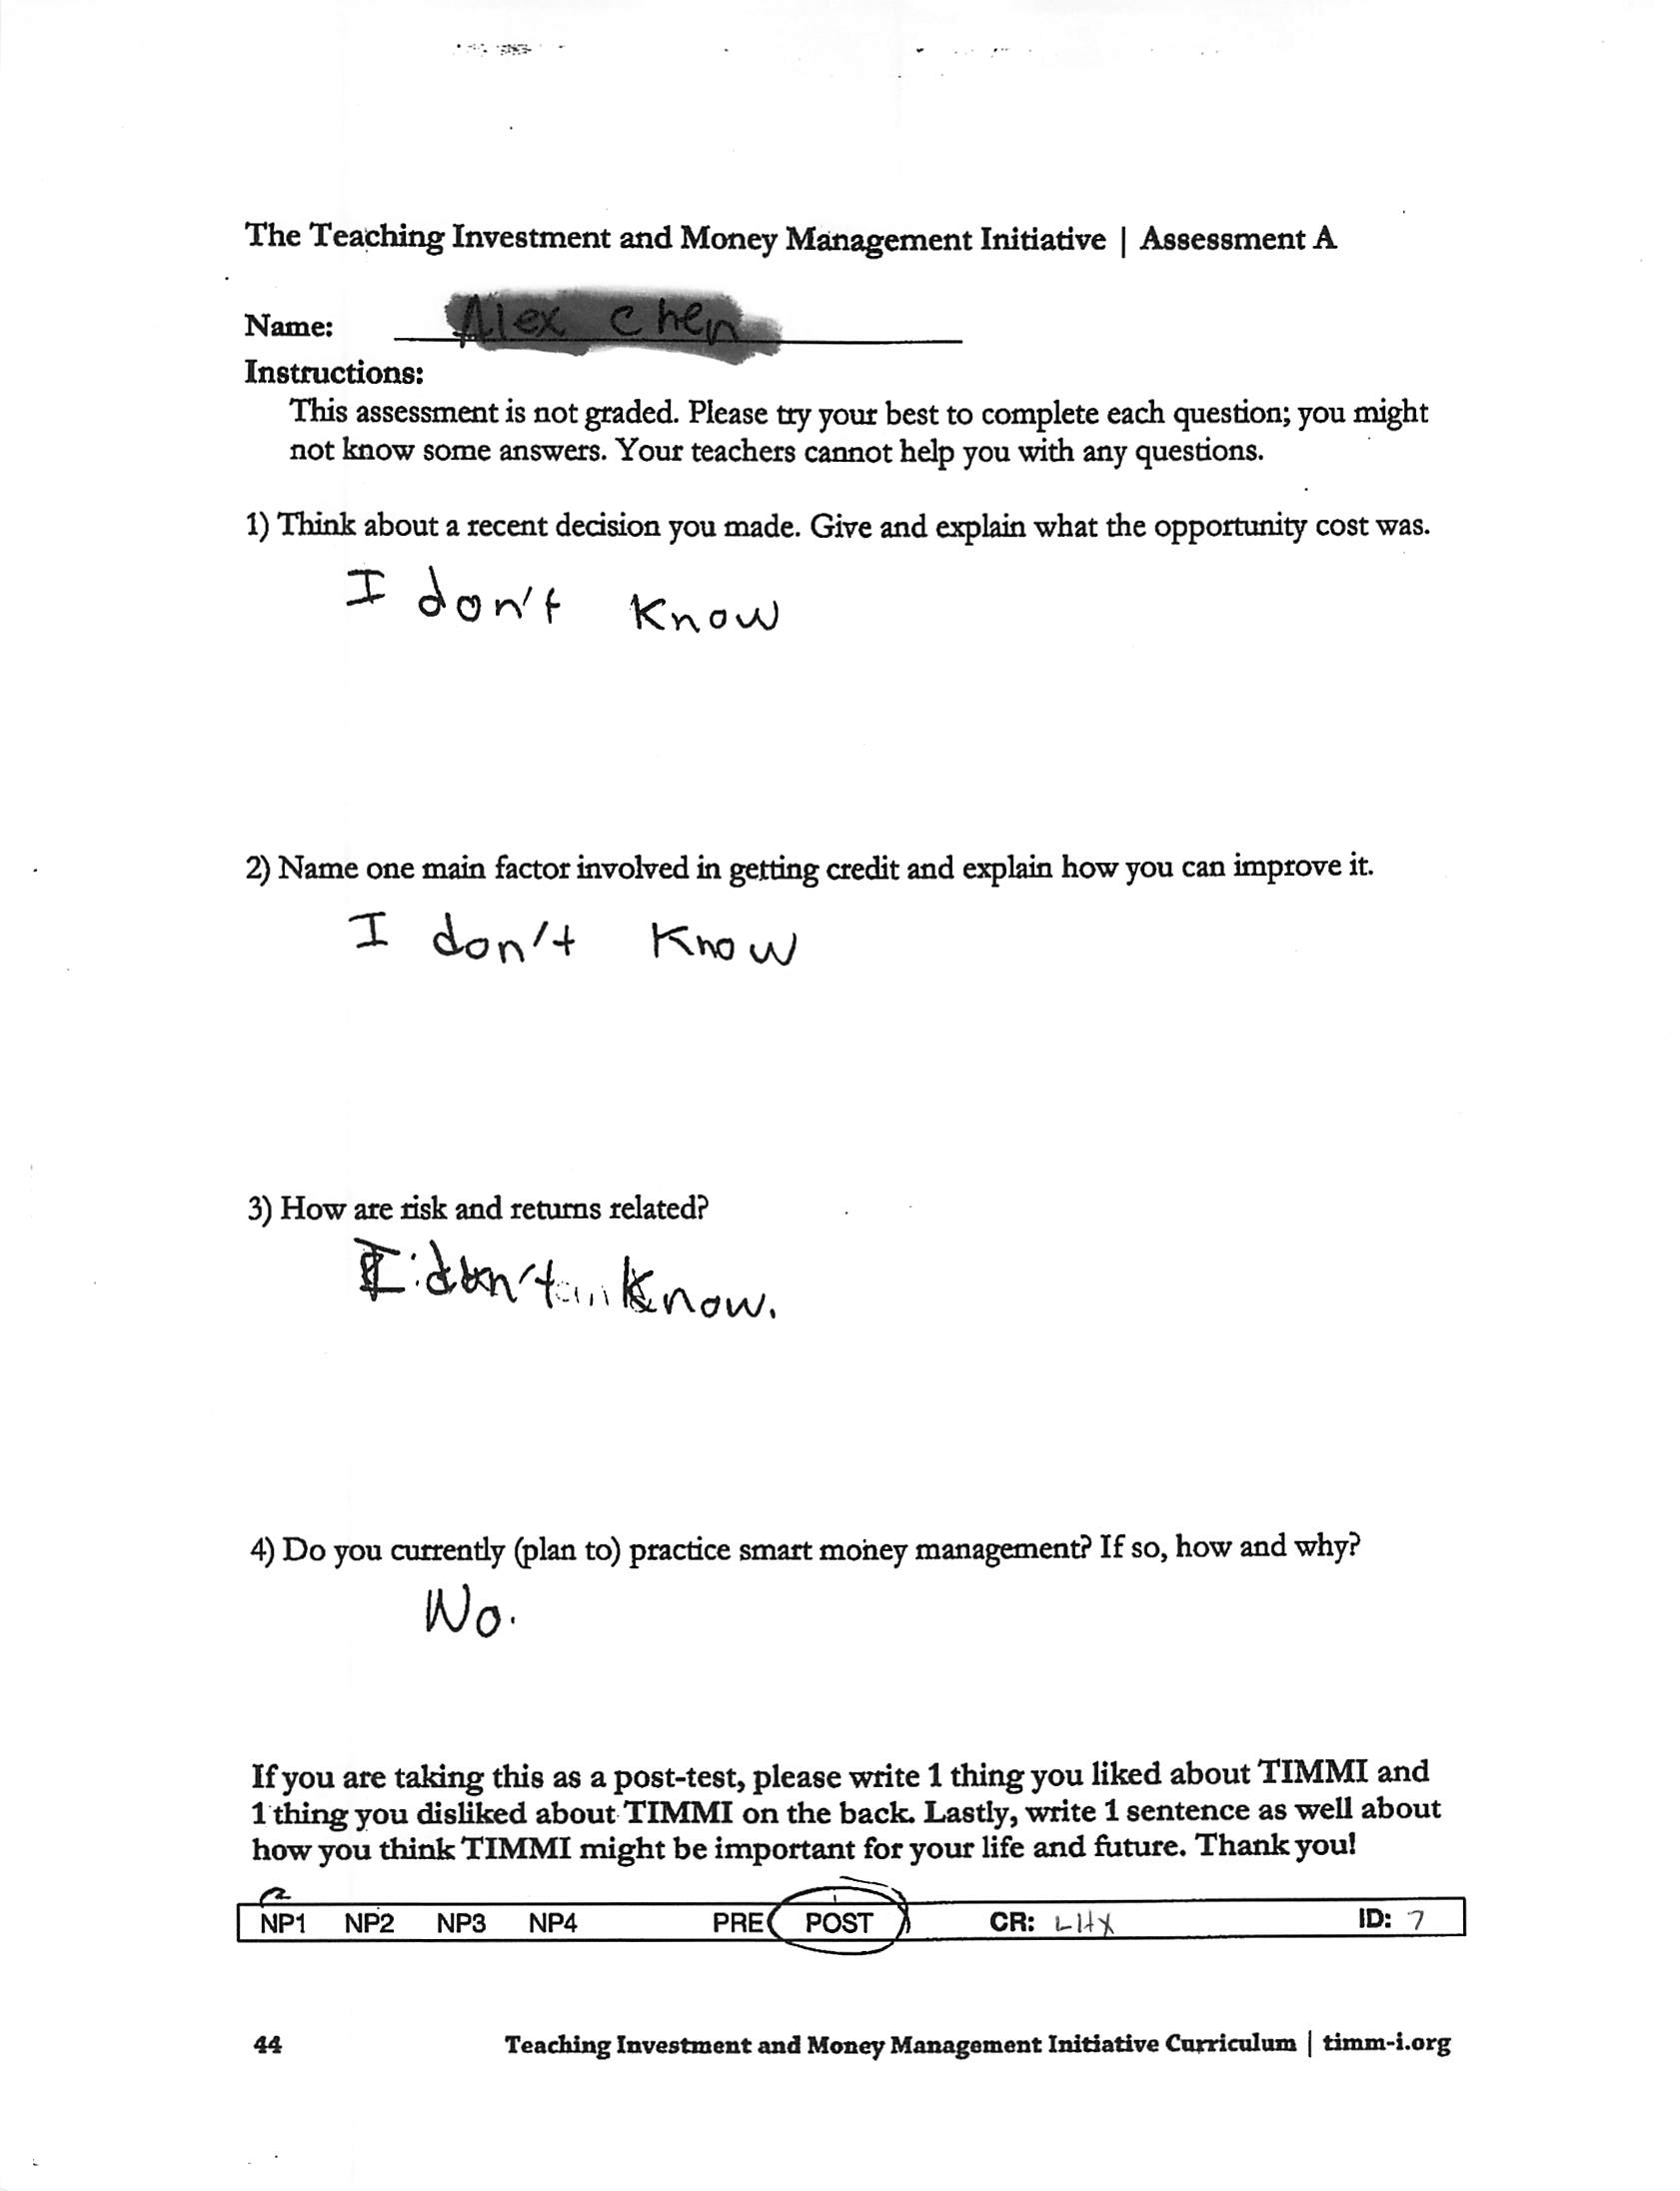 The Teaching Investment and Money Management Initiative | Assessment A
Name: Alex Chen
Instructions:
This assessment is not graded. Please try your best to complete each question; you might
not know some answers. Your teachers cannot help you with any questions.
1) Think about a recent decision you made. Give and explain what the opportunity cost was.
I don't know
2) Name one main factor involved in getting credit and explain how you can improve it.
I don't know
3) How are risk and returns related?
I don't know.
4) Do you currently (plan to) practice smart money management? If so, how and why?
No.
If you are taking this as a post-test, please write 1 thing you liked about TIMMI and
1 thing you disliked about TIMMI on the back. Lastly, write 1 sentence as well about
how you think TIMMI might be important for your life and future. Thank you!
NP1 NP2 NP3 NP4 PRE POST CR: LHX ID: 7
44 Teaching Investment and Money Management Initiative Curriculum | timm-i.org